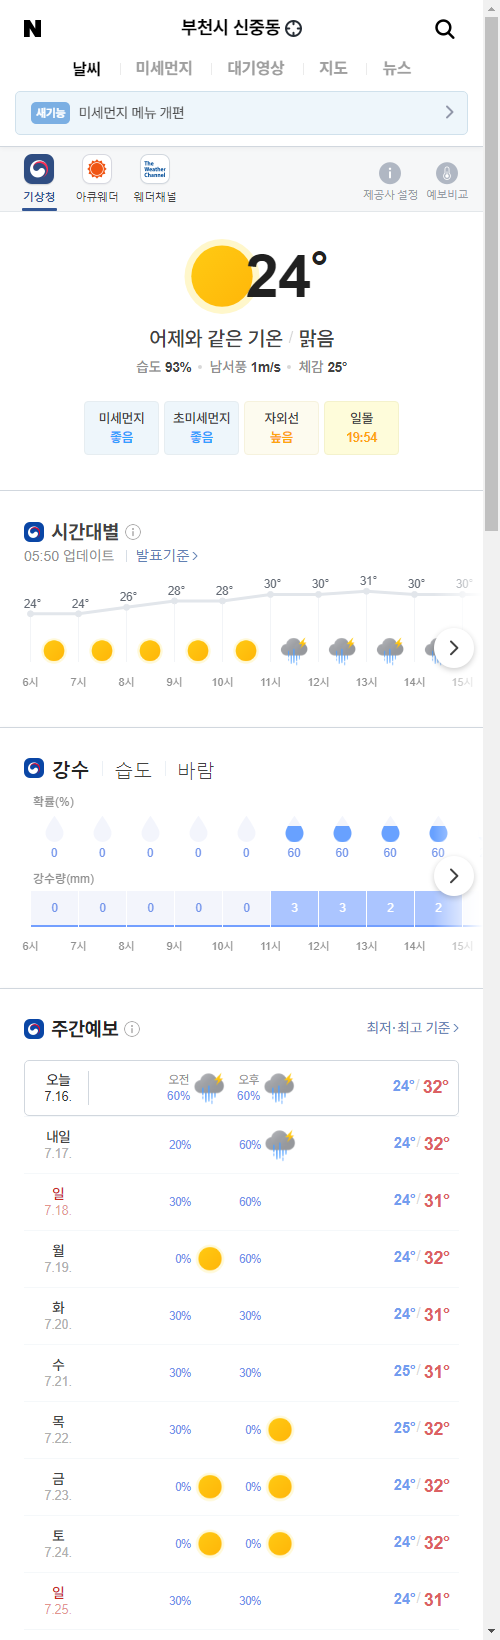 N 부천시 신중동
날씨 미세먼지 대기영상 지도 뉴스
새기능 미세먼지 메뉴 개편
The Weather Channel
기상청 아큐웨더 웨더채널 제공사 설정 예보비교
24°
어제와 같은 기온 / 맑음
습도 93% 남서풍 1m/s 체감 25°
미세먼지 초미세먼지 자외선 일몰
좋음 좋음 높음 19:54
시간대별
05:50 업데이트 발표기준 >
24° 24° 26° 28° 28° 30° 30° 31° 30° 30°
6시 7시 8시 9시 10시 11시 12시 13시 14시 15시
강수 습도 바람
확률(%)
0 0 0 0 0 60 60 60 60
강수량(mm)
0 0 0 0 0 3 3 2 2
6시 7시 8시 9시 10시 11시 12시 13시 14시 15시
주간예보 최저·최고 기준 >
오늘 7.16. 오전 60% 오후 60% 24°/ 32°
내일 7.17. 20% 60% 24°/ 32°
일 7.18. 30% 60% 24°/ 31°
월 7.19. 0% 60% 24°/ 32°
화 7.20. 30% 30% 24°/ 31°
수 7.21. 30% 30% 25°/ 31°
목 7.22. 30% 0% 25°/ 32°
금 7.23. 0% 0% 24°/ 32°
토 7.24. 0% 0% 24°/ 32°
일 7.25. 30% 30% 24°/ 31°